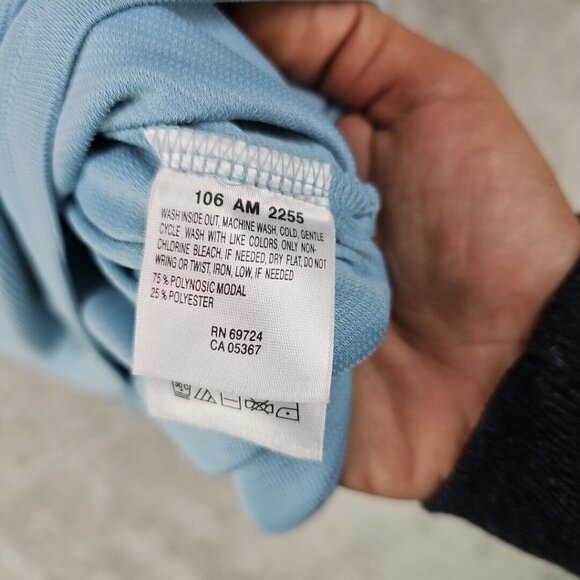 106 AM 2255
WASH INSIDE OUT, MACHINE WASH, COLD, GENTLE
CYCLE. WASH WITH LIKE COLORS, ONLY NON-
CHLORINE BLEACH, IF NEEDED, DRY FLAT, DO NOT
WRING OR TWIST, IRON, LOW, IF NEEDED
75 % POLYNOSIC MODAL
25 % POLYESTER
RN 69724
CA 05367